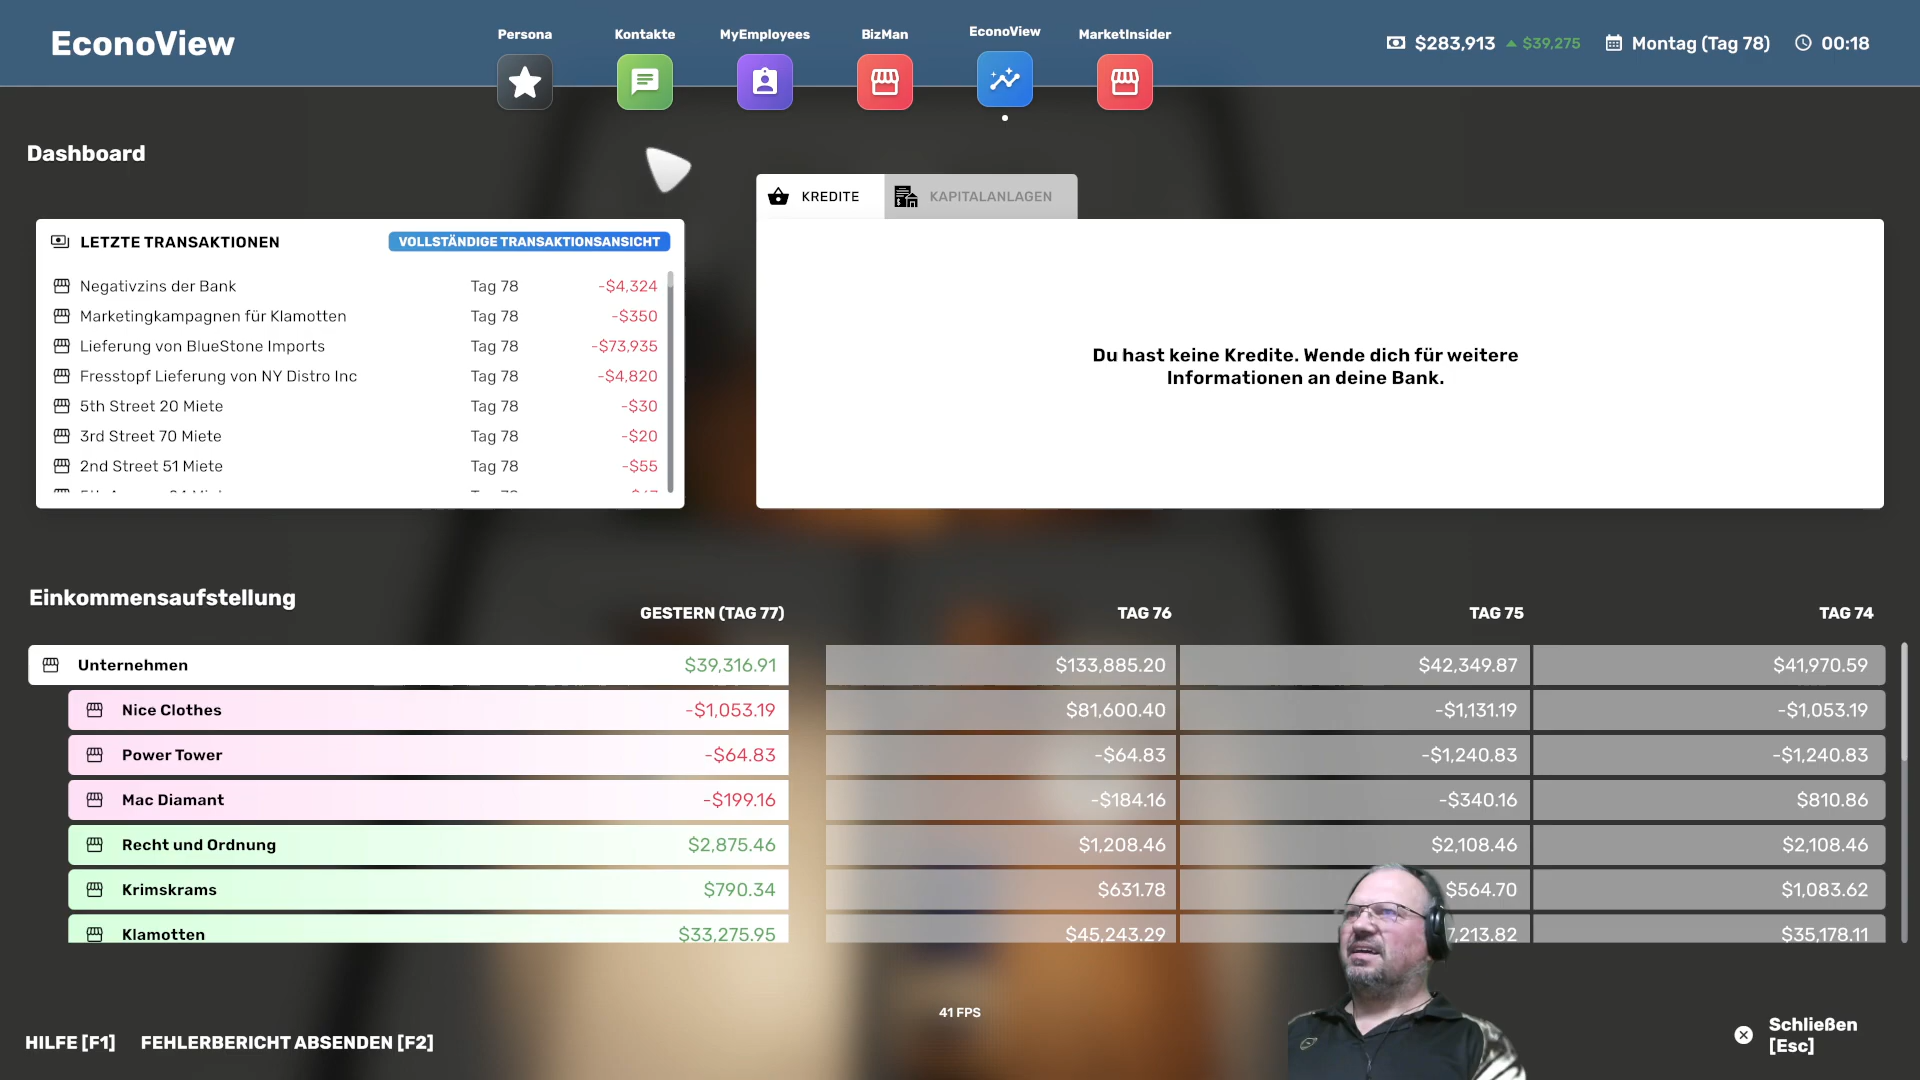 EconoView
Persona
Kontakte
MyEmployees
BizMan
EconoView
MarketInsider
$283,913
$39,275
Montag (Tag 78)
00:18
Dashboard
KREDITE
KAPITALANLAGEN
LETZTE TRANSAKTIONEN
VOLLSTÄNDIGE TRANSAKTIONSANSICHT
Negativzins der Bank Tag 78 -$4,324
Marketingkampagnen für Klamotten Tag 78 -$350
Lieferung von BlueStone Imports Tag 78 -$73,935
Fresstopf Lieferung von NY Distro Inc Tag 78 -$4,820
5th Street 20 Miete Tag 78 -$30
3rd Street 70 Miete Tag 78 -$20
2nd Street 51 Miete Tag 78 -$55
Du hast keine Kredite. Wende dich für weitere
Informationen an deine Bank.
Einkommensaufstellung
GESTERN (TAG 77) TAG 76 TAG 75 TAG 74
Unternehmen $39,316.91 $133,885.20 $42,349.87 $41,970.59
Nice Clothes -$1,053.19 $81,600.40 -$1,131.19 -$1,053.19
Power Tower -$64.83 -$64.83 -$1,240.83 -$1,240.83
Mac Diamant -$199.16 -$184.16 -$340.16 $810.86
Recht und Ordnung $2,875.46 $1,208.46 $2,108.46 $2,108.46
Krimskrams $790.34 $631.78 $564.70 $1,083.62
Klamotten $33,275.95 $45,243.29 7,213.82 $35,178.11
41 FPS
HILFE [F1]
FEHLERBERICHT ABSENDEN [F2]
Schließen
[Esc]